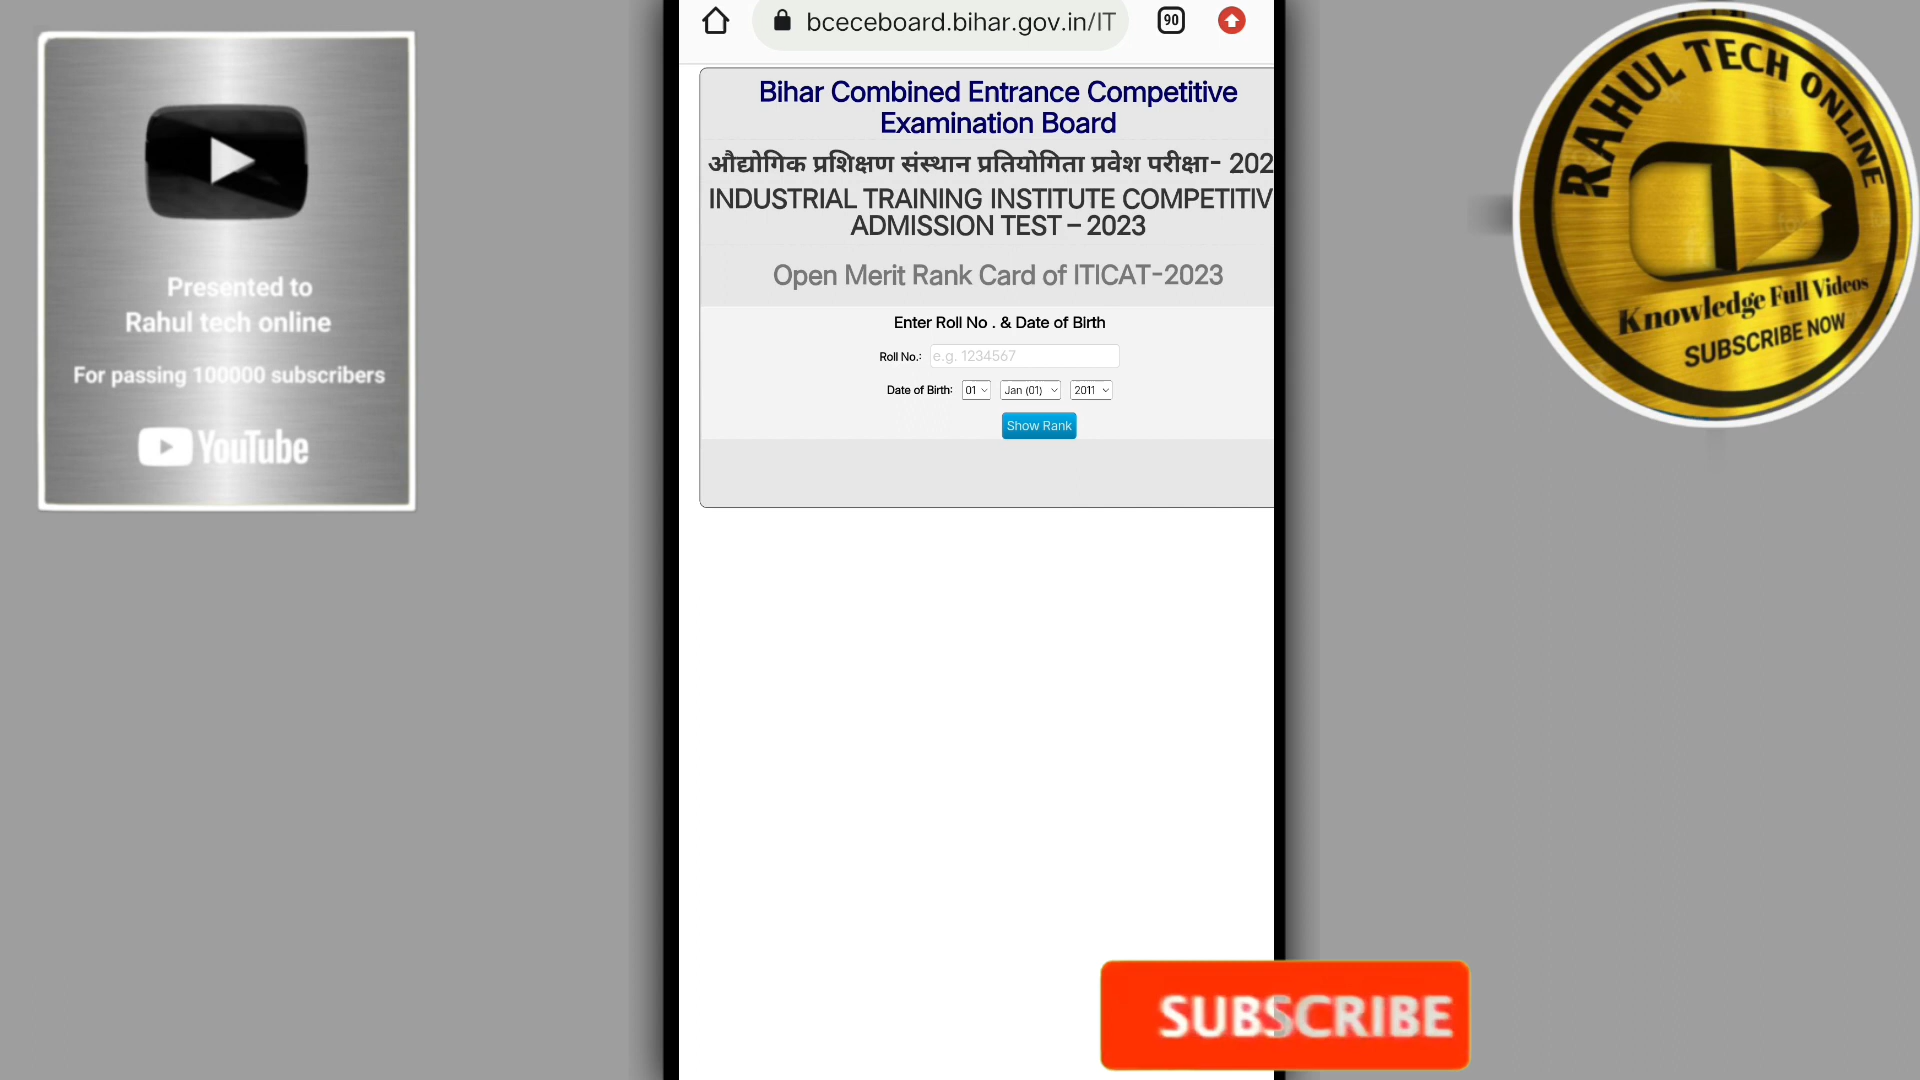 Presented to
Rahul tech online
For passing 100000 subscribers
YouTube
bceceboard.bihar.gov.in/IT
90
Bihar Combined Entrance Competitive
Examination Board
औद्योगिक प्रशिक्षण संस्थान प्रतियोगिता प्रवेश परीक्षा- 202
INDUSTRIAL TRAINING INSTITUTE COMPETITIV
ADMISSION TEST – 2023
Open Merit Rank Card of ITICAT-2023
Enter Roll No . & Date of Birth
Roll No.: e.g. 1234567
Date of Birth: 01 Jan (01) 2011
Show Rank
RAHUL TECH ONLINE
Knowledge Full Videos
SUBSCRIBE NOW
SUBSCRIBE